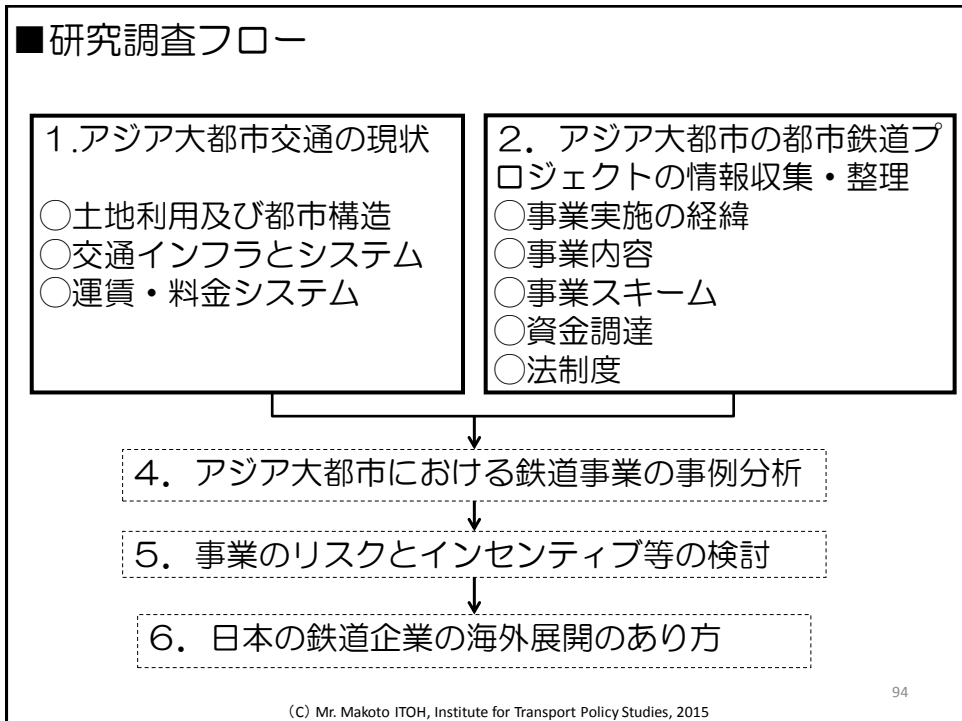 ■研究調査フロー
１.アジア大都市交通の現状
○土地利用及び都市構造
○交通インフラとシステム
○運賃・料金システム
２．アジア大都市の都市鉄道プ
ロジェクトの情報収集・整理
○事業実施の経緯
○事業内容
○事業スキーム
○資金調達
○法制度
４．アジア大都市における鉄道事業の事例分析
５．事業のリスクとインセンティブ等の検討
６．日本の鉄道企業の海外展開のあり方
94
（C) Mr. Makoto ITOH, Institute for Transport Policy Studies, 2015